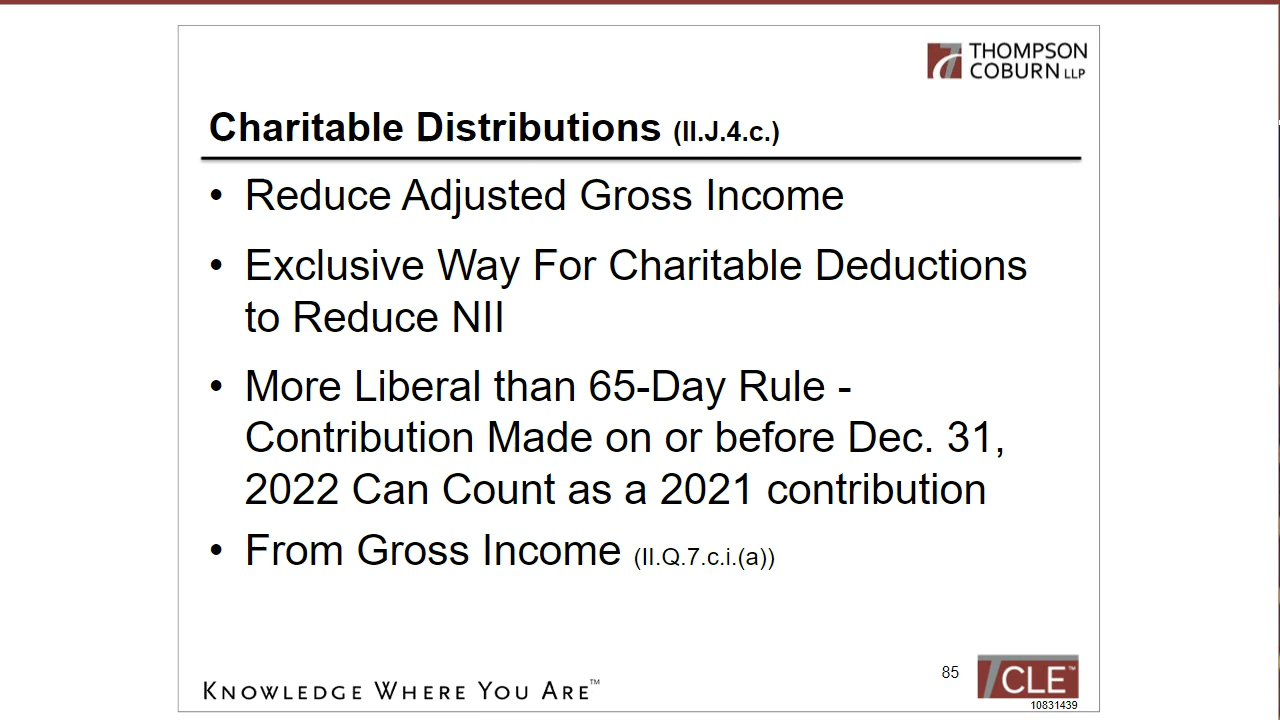 THOMPSON
COBURN LLP
Charitable Distributions (II.J.4.c.)
• Reduce Adjusted Gross Income
• Exclusive Way For Charitable Deductions
to Reduce NII
• More Liberal than 65-Day Rule -
Contribution Made on or before Dec. 31,
2022 Can Count as a 2021 contribution
• From Gross Income (II.Q.7.c.i.(a))
KNOWLEDGE WHERE YOU ARE™
85
TCLE™
10831439